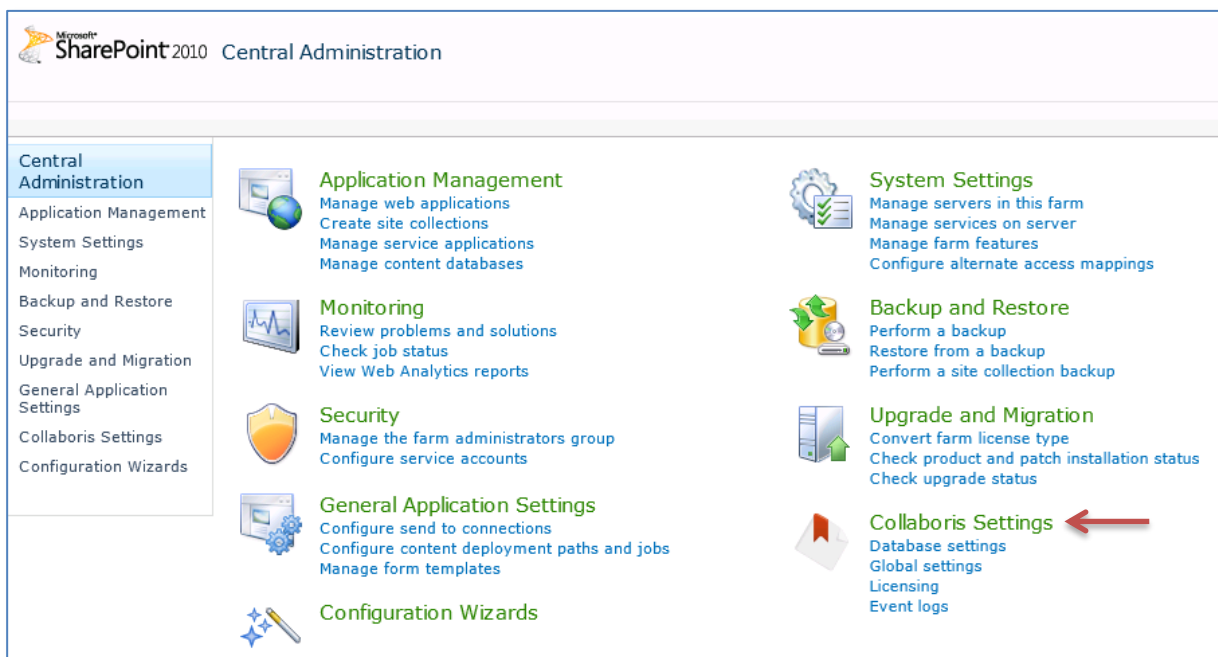 Microsoft®
SharePoint 2010 Central Administration
Central
Administration
Application Management
System Settings
Monitoring
Backup and Restore
Security
Upgrade and Migration
General Application
Settings
Collaboris Settings
Configuration Wizards
Application Management
Manage web applications
Create site collections
Manage service applications
Manage content databases
Monitoring
Review problems and solutions
Check job status
View Web Analytics reports
Security
Manage the farm administrators group
Configure service accounts
General Application Settings
Configure send to connections
Configure content deployment paths and jobs
Manage form templates
Configuration Wizards
System Settings
Manage servers in this farm
Manage services on server
Manage farm features
Configure alternate access mappings
Backup and Restore
Perform a backup
Restore from a backup
Perform a site collection backup
Upgrade and Migration
Convert farm license type
Check product and patch installation status
Check upgrade status
Collaboris Settings
Database settings
Global settings
Licensing
Event logs